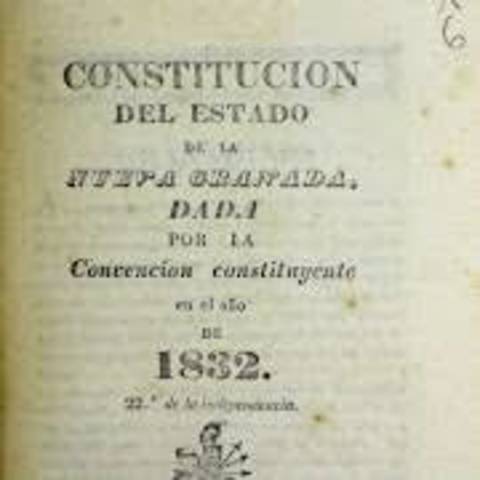 6
CONSTITUCION
DEL ESTADO
DE LA
NUEVA GRANADA,
DADA
POR LA
Convencion constituyente
en el año
DE
1832.
22.º de la independencia.